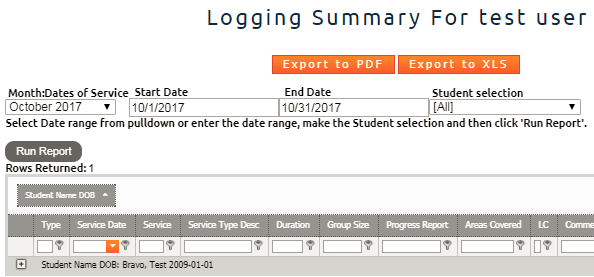 Logging Summary For test user
Export to PDF Export to XLS
Month:Dates of Service Start Date End Date Student selection
October 2017 10/1/2017 10/31/2017 [All]
Select Date range from pulldown or enter the date range, make the Student selection and then click 'Run Report'.
Run Report
Rows Returned: 1
Student Name DOB
Type Service Date Service Service Type Desc Duration Group Size Progress Report Areas Covered LC Comme
Student Name DOB: Bravo, Test 2009-01-01